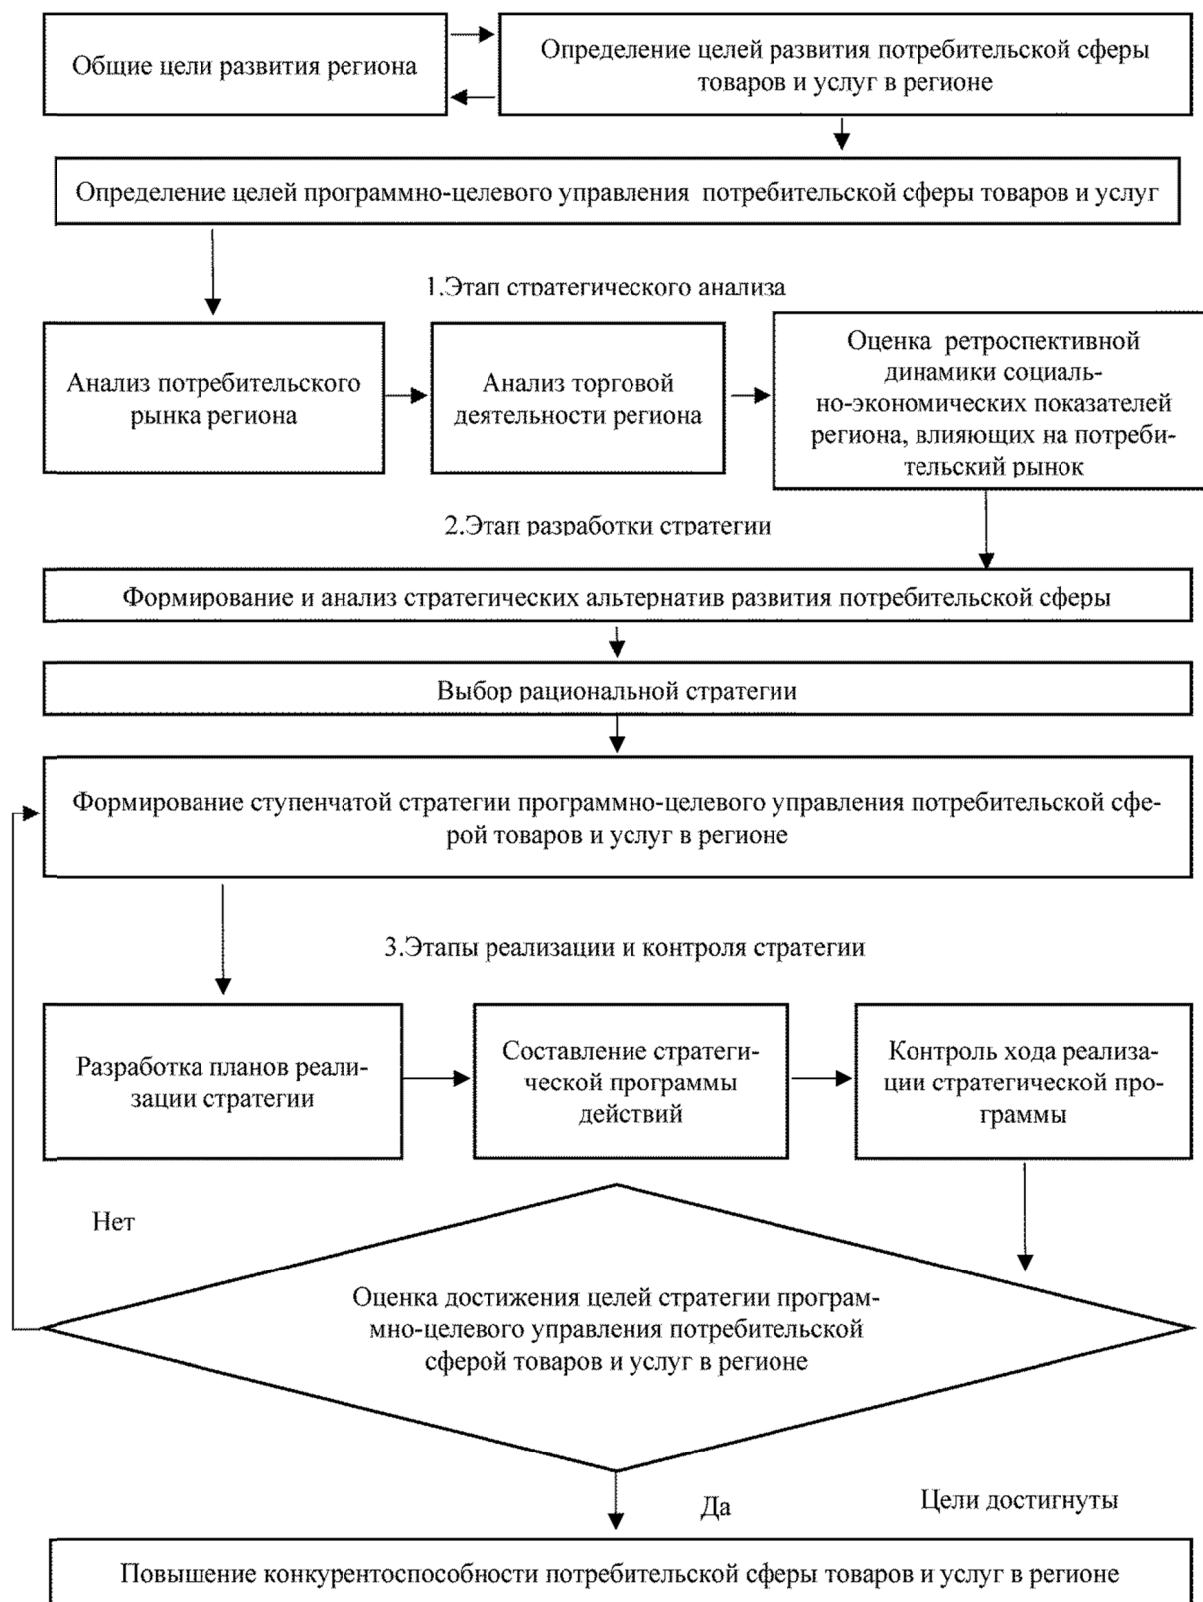 Общие цели развития региона
Определение целей развития потребительской сферы
товаров и услуг в регионе
Определение целей программно-целевого управления потребительской сферы товаров и услуг
1.Этап стратегического анализа
Анализ потребительского
рынка региона
Анализ торговой
деятельности региона
Оценка ретроспективной
динамики социаль-
но-экономических показателей
региона, влияющих на потреби-
тельский рынок
2.Этап разработки стратегии
Формирование и анализ стратегических альтернатив развития потребительской сферы
Выбор рациональной стратегии
Формирование ступенчатой стратегии программно-целевого управления потребительской сфе-
рой товаров и услуг в регионе
3.Этапы реализации и контроля стратегии
Разработка планов реали-
зации стратегии
Составление стратеги-
ческой программы
действий
Контроль хода реализа-
ции стратегической про-
граммы
Нет
Оценка достижения целей стратегии програм-
мно-целевого управления потребительской
сферой товаров и услуг в регионе
Да
Цели достигнуты
Повышение конкурентоспособности потребительской сферы товаров и услуг в регионе